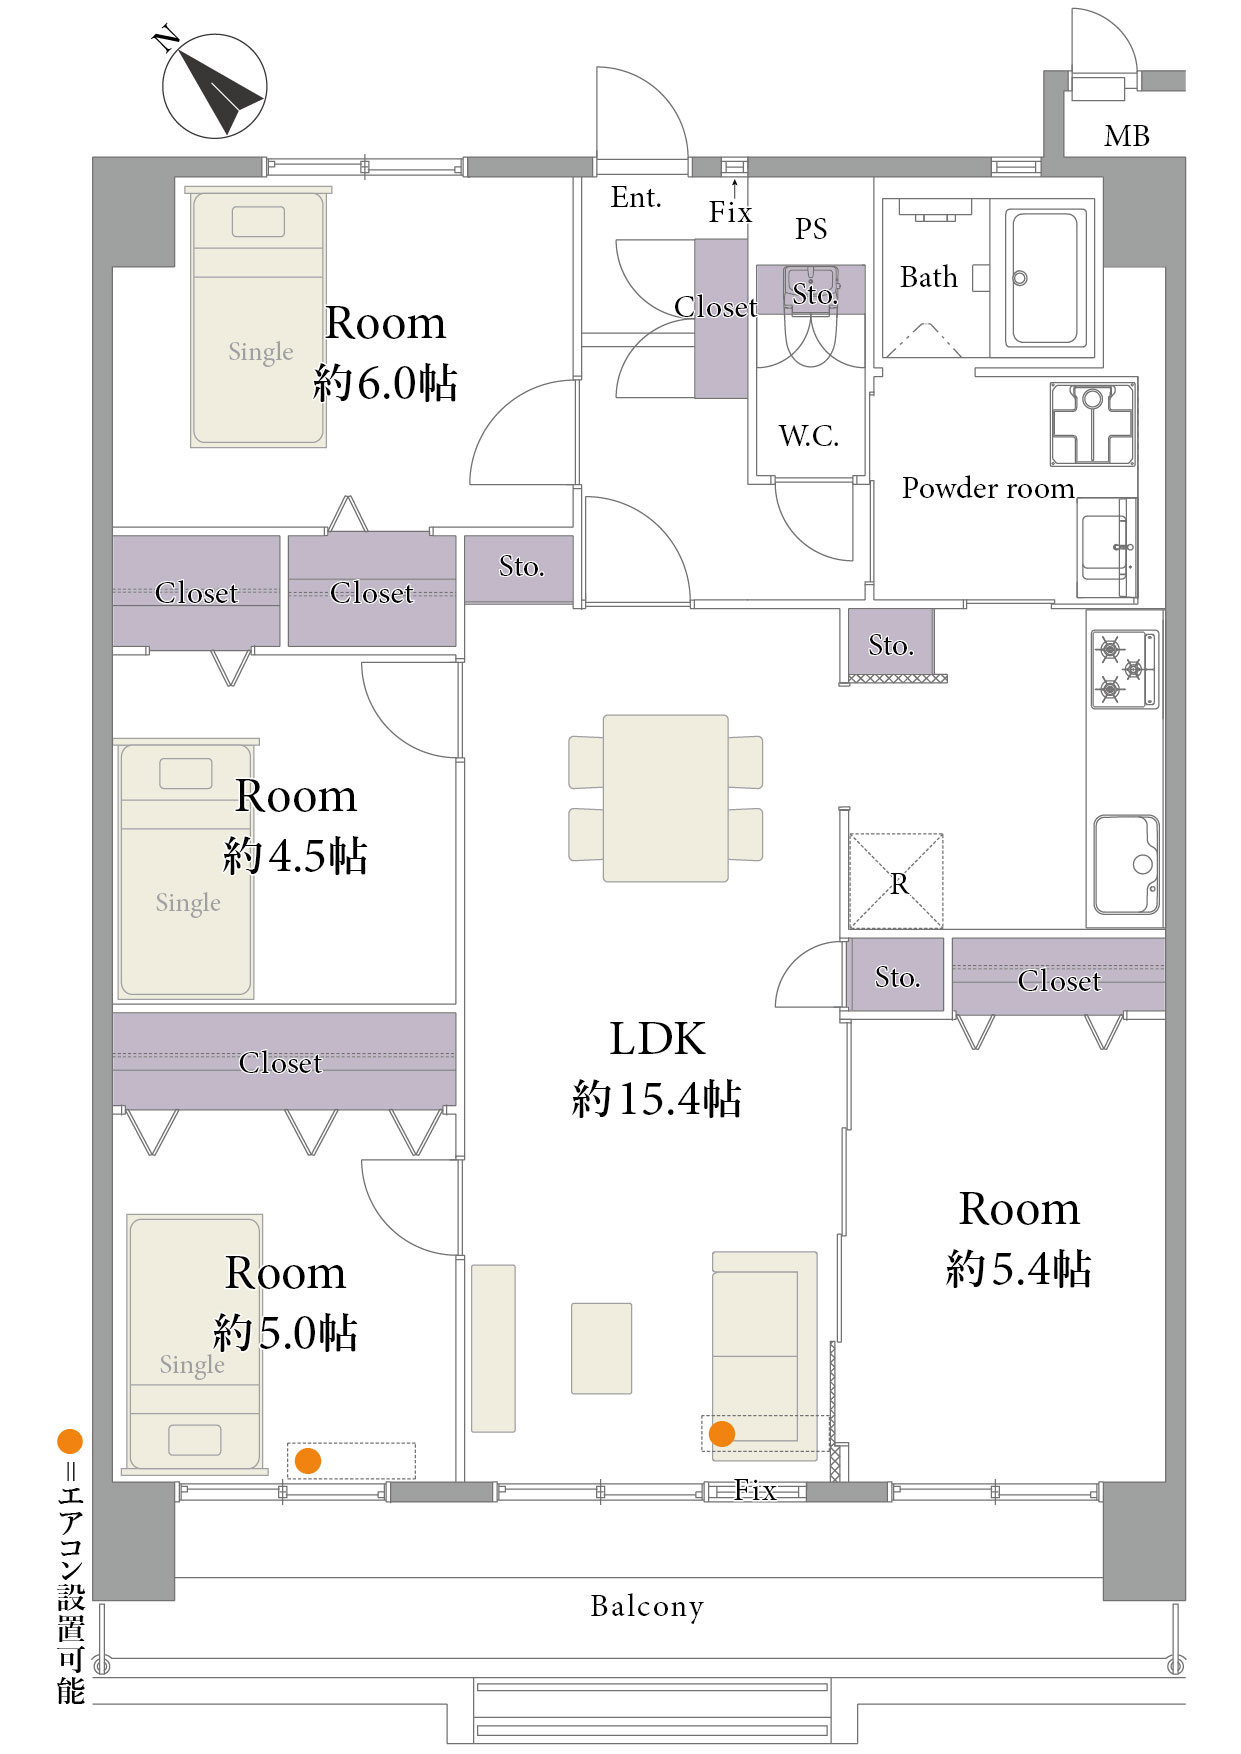 N
MB
Ent.
Fix
PS
Bath
Closet
Sto.
Single
Room
約6.0帖
W.C.
Powder room
Closet
Closet
Sto.
Sto.
Room
約4.5帖
Single
R
Sto.
Closet
Closet
LDK
約15.4帖
Room
約5.4帖
Room
約5.0帖
Single
Fix
●=エアコン設置可能
Balcony